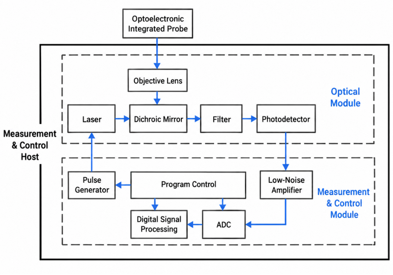 Optoelectronic
Integrated Probe
Objective Lens
Optical
Module
Laser
Dichroic Mirror
Filter
Photodetector
Measurement
& Control
Host
Pulse
Generator
Program Control
Low-Noise
Amplifier
Measurement
& Control
Module
Digital Signal
Processing
ADC